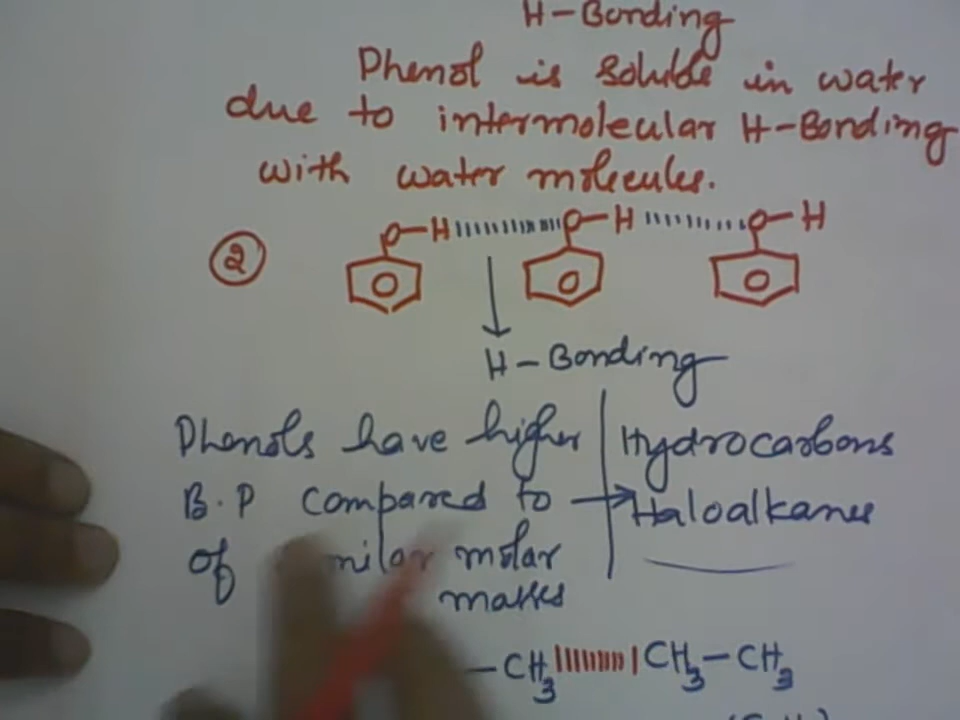 H-Bonding
Phenol is soluble in water
due to intermolecular H-Bonding
with water molecules.
②
O-H O-H O-H
H-Bonding
Phenols have higher
B.P compared to
of molar
masses
Hydrocarbons
Haloalkanes
-CH3 CH3-CH3